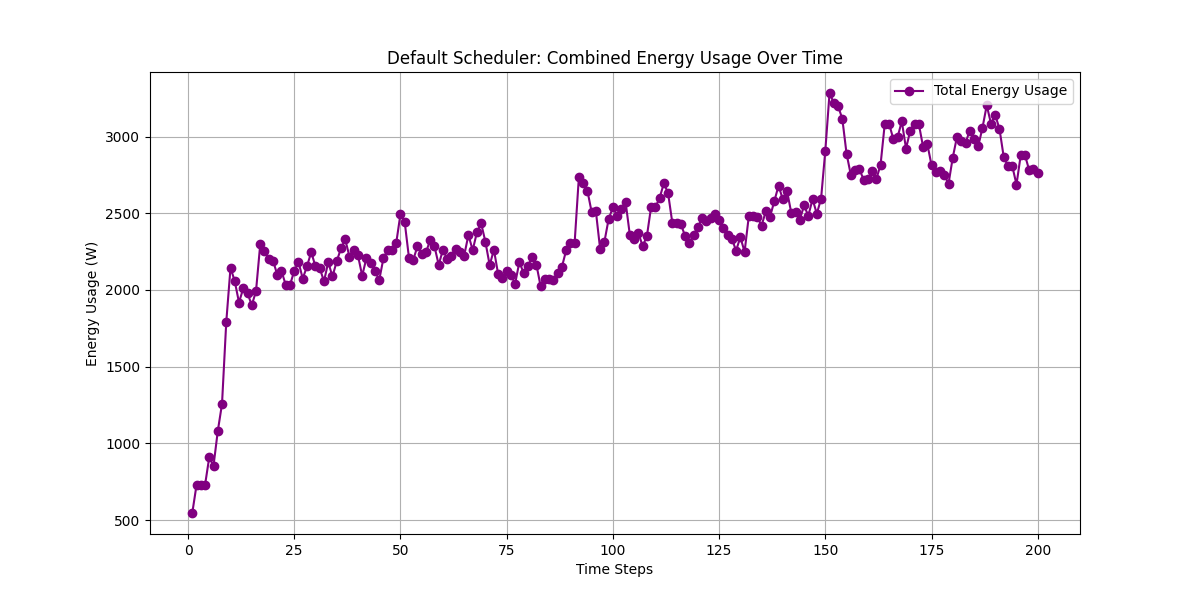 Default Scheduler: Combined Energy Usage Over Time
Total Energy Usage
Energy Usage (W)
3000
2500
2000
1500
1000
500
0 25 50 75 100 125 150 175 200
Time Steps